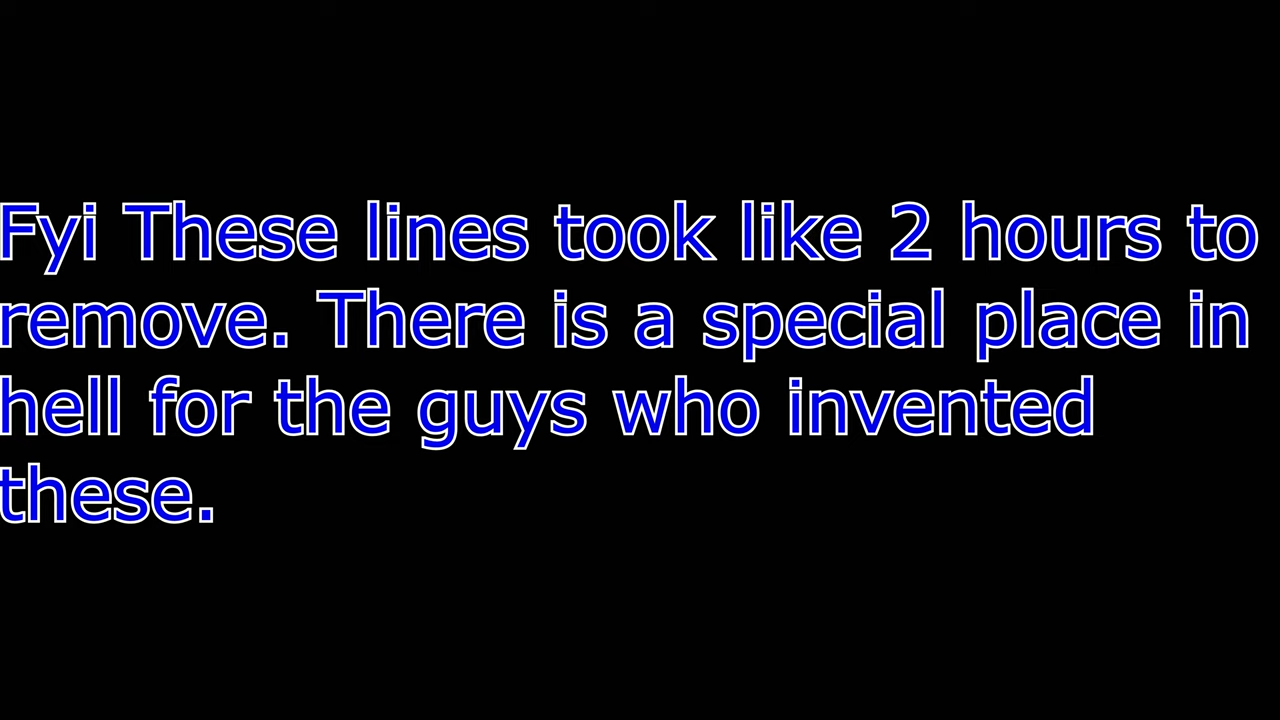 Fyi These lines took like 2 hours to
remove. There is a special place in
hell for the guys who invented
these.